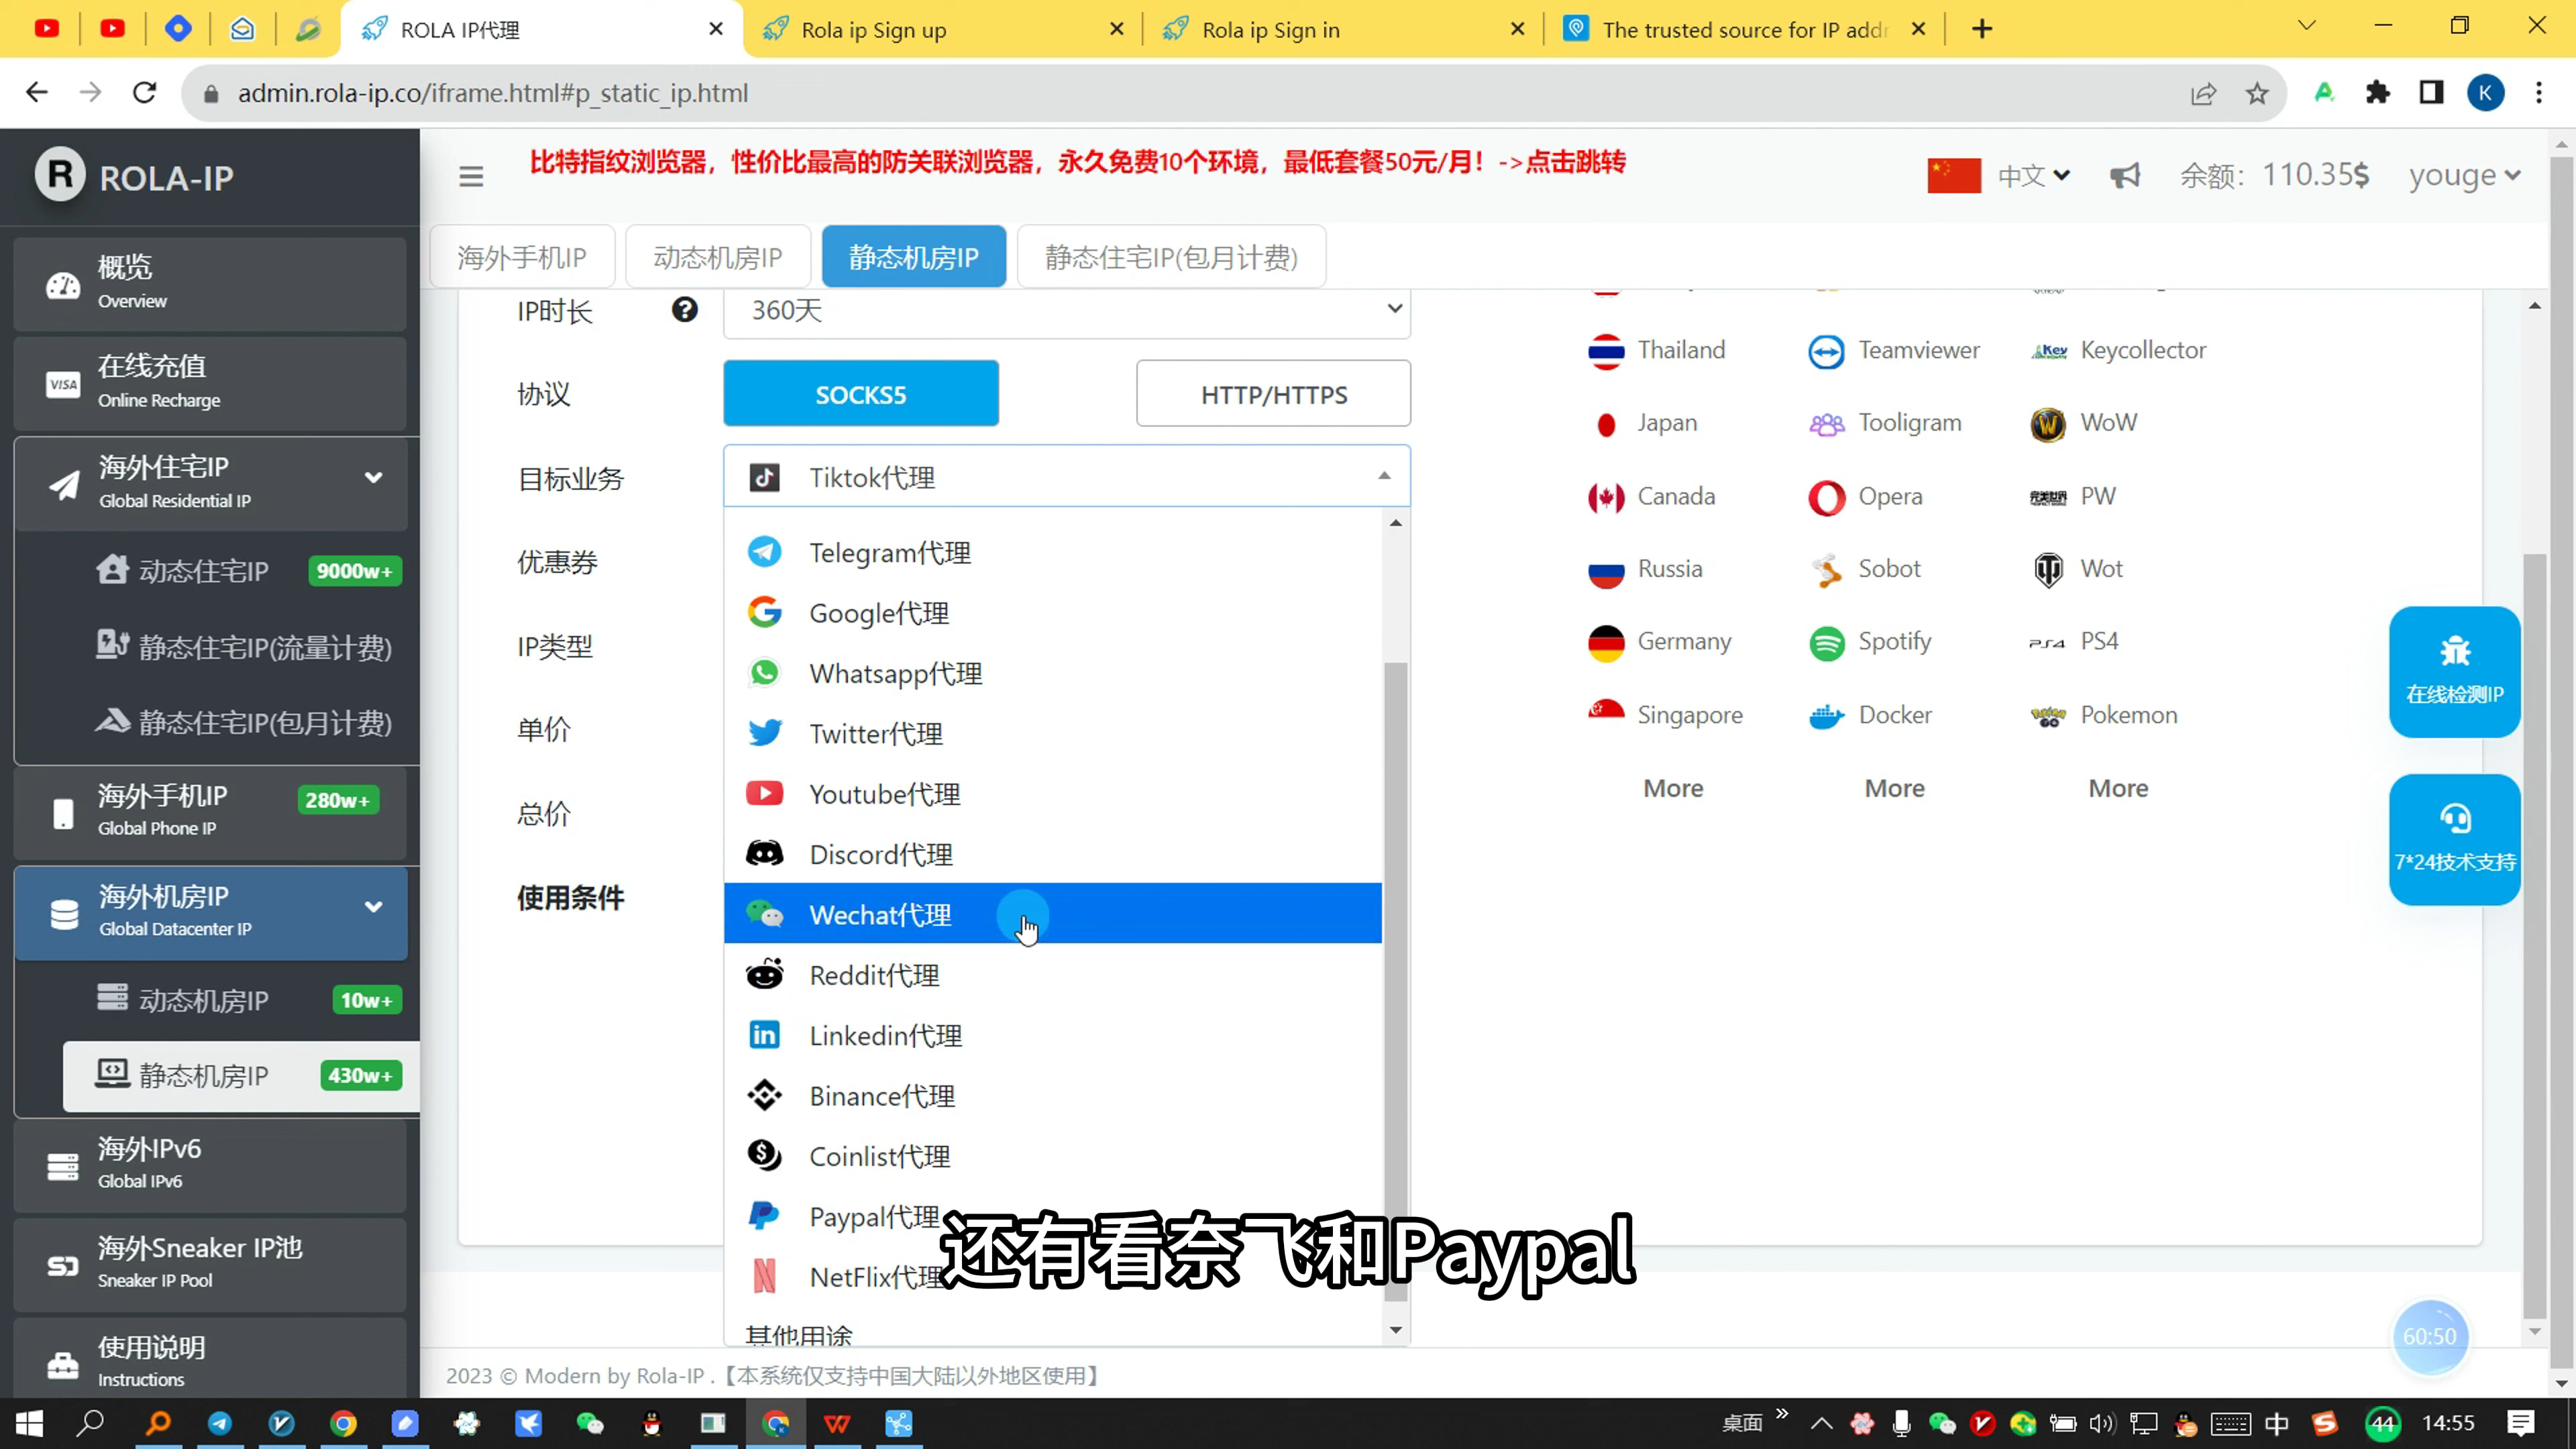 ROLA IP代理
Rola ip Sign up
Rola ip Sign in
The trusted source for IP addr
admin.rola-ip.co/iframe.html#p_static_ip.html
K
R ROLA-IP
比特指纹浏览器，性价比最高的防关联浏览器，永久免费10个环境，最低套餐50元/月！->点击跳转
中文
余额：110.35$
youge
海外手机IP
动态机房IP
静态机房IP
静态住宅IP(包月计费)
概览
Overview
VISA
在线充值
Online Recharge
海外住宅IP
Global Residential IP
动态住宅IP 9000w+
静态住宅IP(流量计费)
静态住宅IP(包月计费)
海外手机IP 280w+
Global Phone IP
海外机房IP
Global Datacenter IP
动态机房IP 10w+
静态机房IP 430w+
海外IPv6
Global IPv6
海外Sneaker IP池
Sneaker IP Pool
使用说明
Instructions
IP时长 360天
协议 SOCKS5 HTTP/HTTPS
目标业务 Tiktok代理
优惠券
IP类型
单价
总价
使用条件
Telegram代理
Google代理
Whatsapp代理
Twitter代理
Youtube代理
Discord代理
Wechat代理
Reddit代理
Linkedin代理
Binance代理
Coinlist代理
Paypal代理
NetFlix代理
其他用途
Thailand Teamviewer Keycollector
Japan Tooligram WoW
Canada Opera PW
Russia Sobot Wot
Germany Spotify PS4
Singapore Docker Pokemon
More More More
在线检测IP
7*24技术支持
还有看奈飞和Paypal
60:50
2023 © Modern by Rola-IP .【本系统仅支持中国大陆以外地区使用】
桌面
中
44
14:55